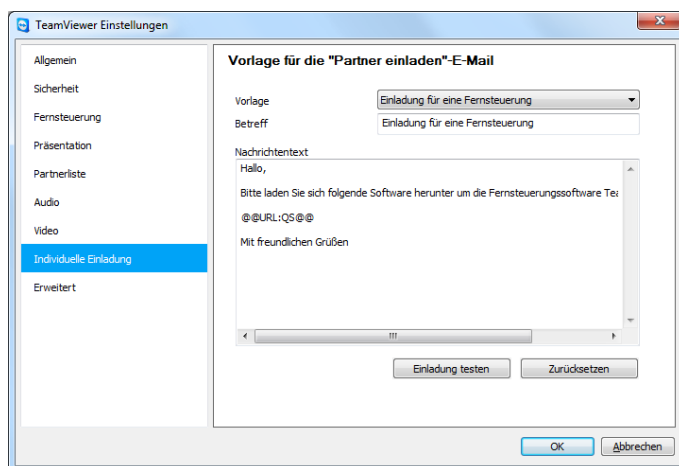 TeamViewer Einstellungen
Allgemein
Sicherheit
Fernsteuerung
Präsentation
Partnerliste
Audio
Video
Individuelle Einladung
Erweitert
Vorlage für die "Partner einladen"-E-Mail
Vorlage Einladung für eine Fernsteuerung
Betreff Einladung für eine Fernsteuerung
Nachrichtentext
Hallo,
Bitte laden Sie sich folgende Software herunter um die Fernsteuerungssoftware Tea
@@URL:QS@@
Mit freundlichen Grüßen
Einladung testen Zurücksetzen
OK Abbrechen